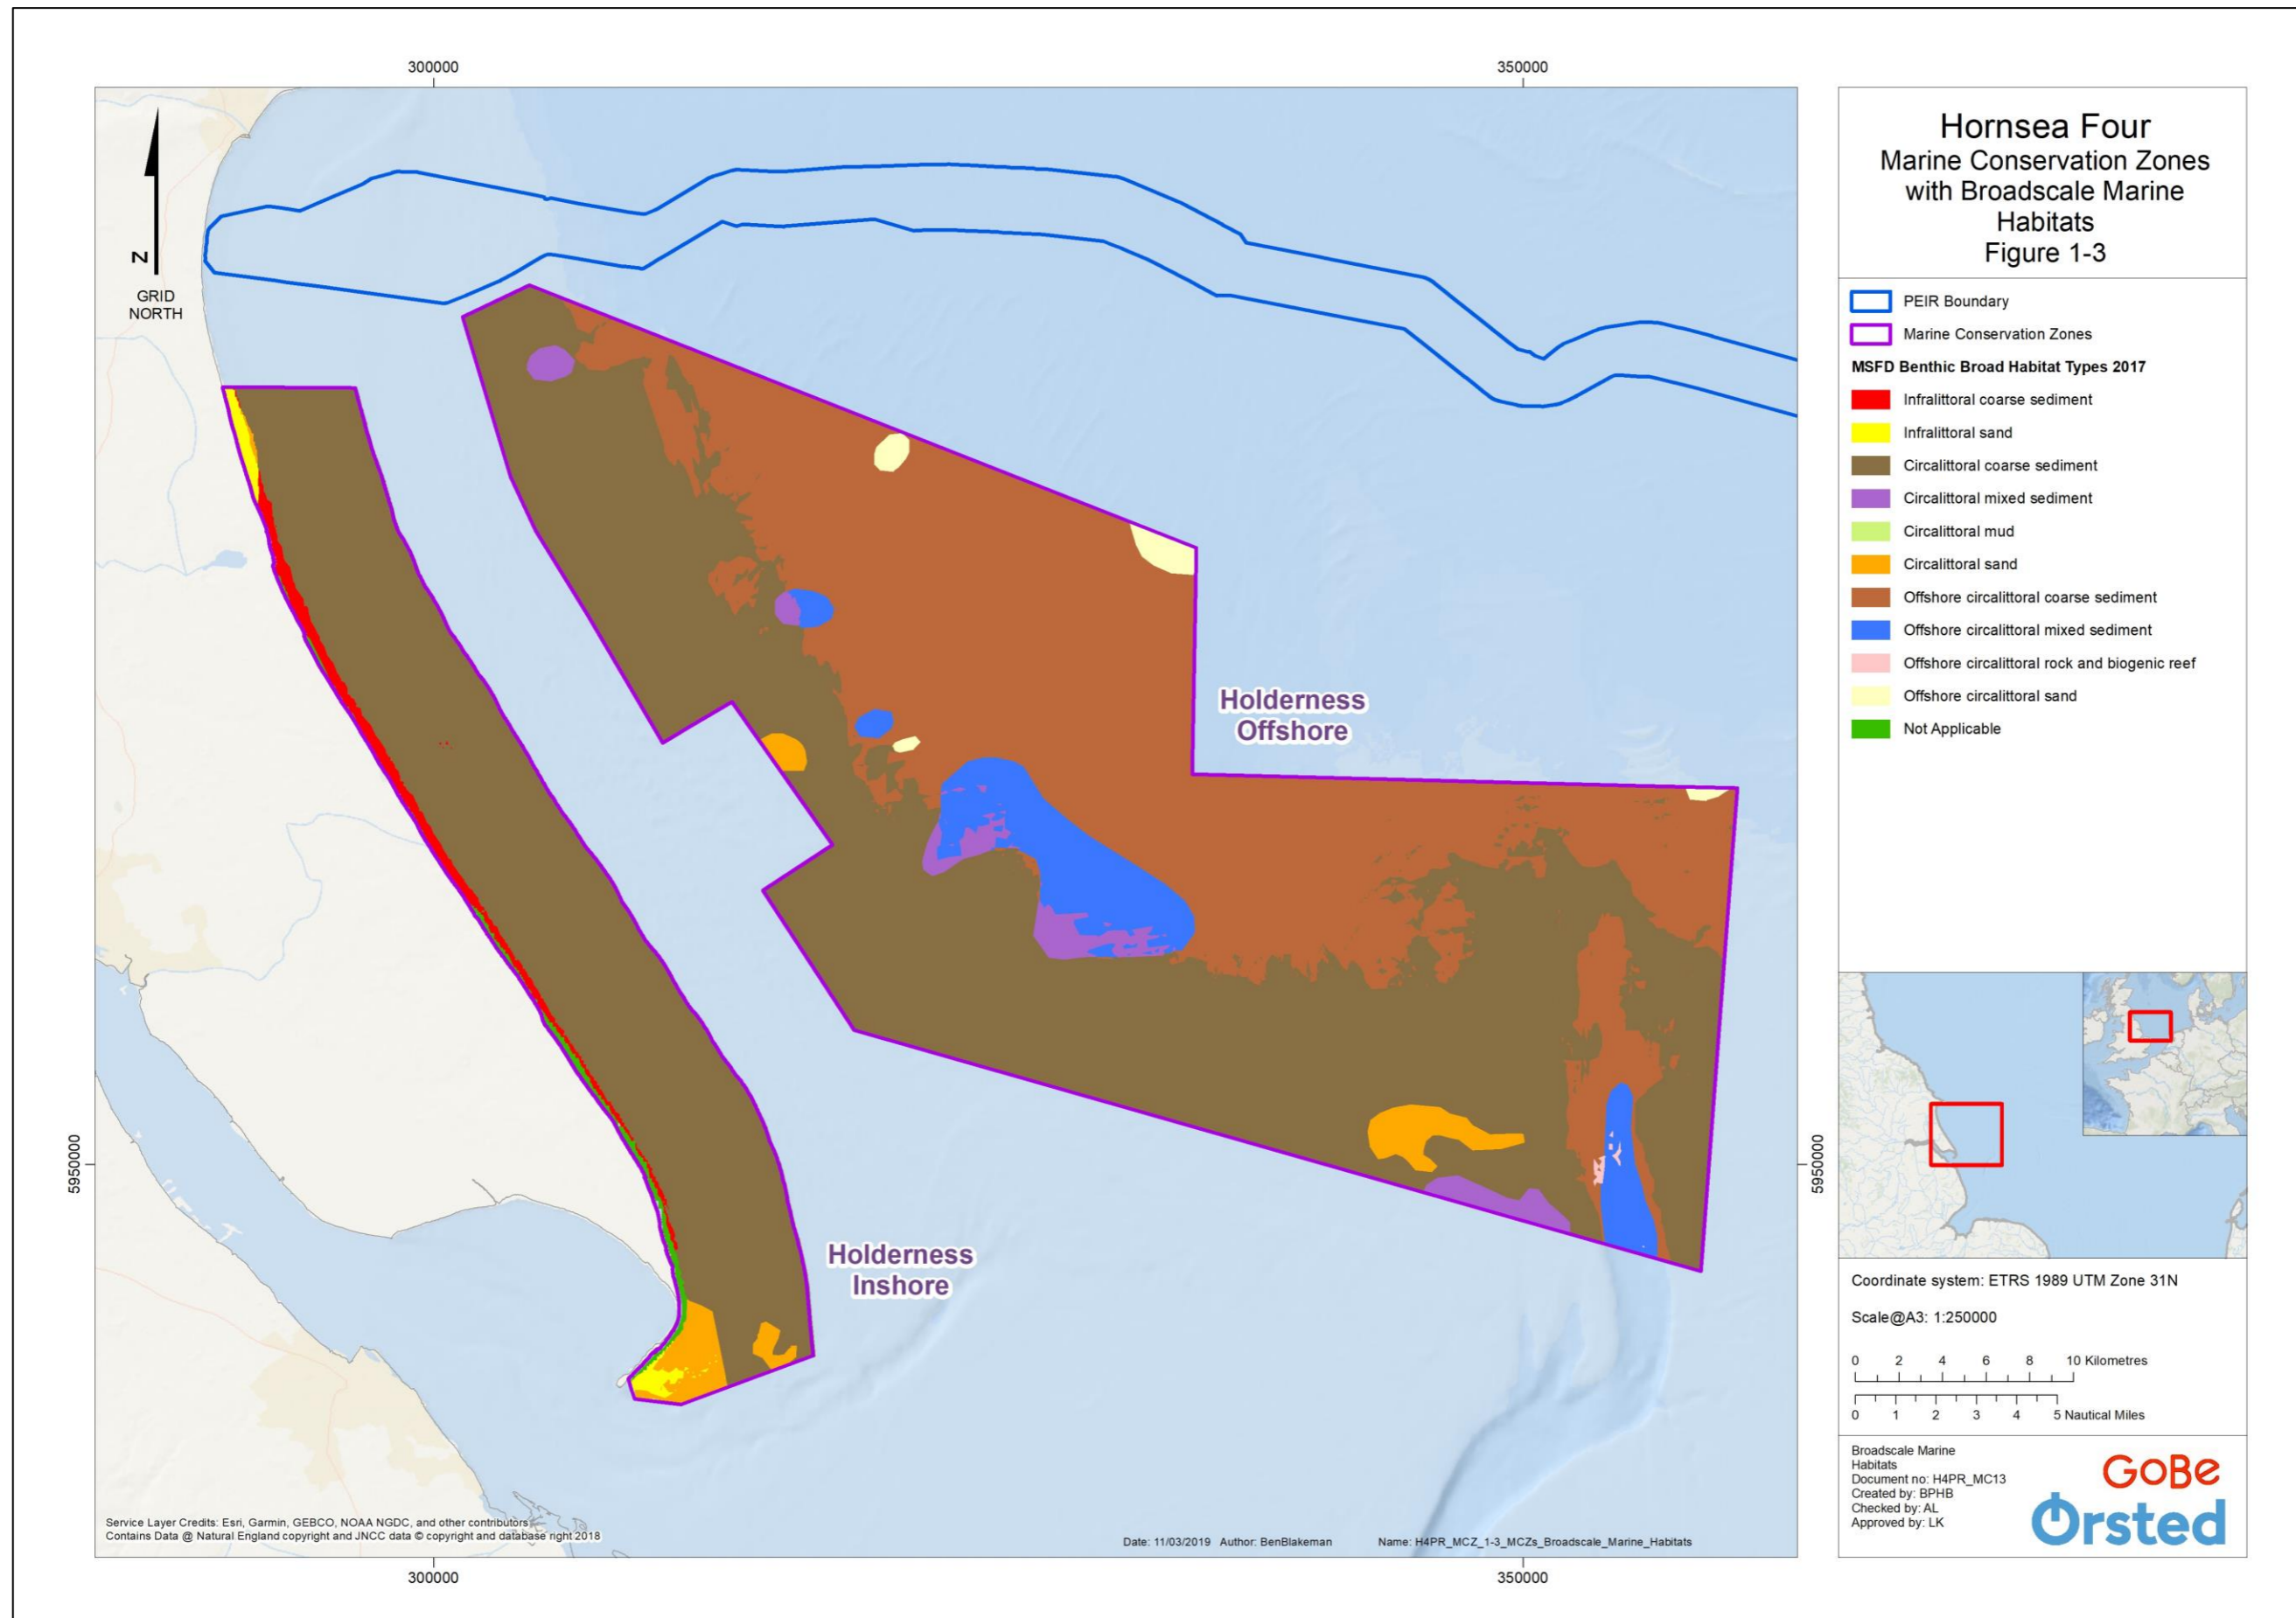 300000
350000
N
GRID
NORTH
Holderness
Offshore
Holderness
Inshore
5950000
5950000
Service Layer Credits: Esri, Garmin, GEBCO, NOAA NGDC, and other contributors
Contains Data @ Natural England copyright and JNCC data © copyright and database right 2018
Date: 11/03/2019 Author: BenBlakeman Name: H4PR_MCZ_1-3_MCZs_Broadscale_Marine_Habitats
300000
350000
Hornsea Four
Marine Conservation Zones
with Broadscale Marine
Habitats
Figure 1-3
PEIR Boundary
Marine Conservation Zones
MSFD Benthic Broad Habitat Types 2017
Infralittoral coarse sediment
Infralittoral sand
Circalittoral coarse sediment
Circalittoral mixed sediment
Circalittoral mud
Circalittoral sand
Offshore circalittoral coarse sediment
Offshore circalittoral mixed sediment
Offshore circalittoral rock and biogenic reef
Offshore circalittoral sand
Not Applicable
Coordinate system: ETRS 1989 UTM Zone 31N
Scale@A3: 1:250000
0 2 4 6 8 10 Kilometres
0 1 2 3 4 5 Nautical Miles
Broadscale Marine
Habitats
Document no: H4PR_MC13
Created by: BPHB
Checked by: AL
Approved by: LK
GoBe
Ørsted